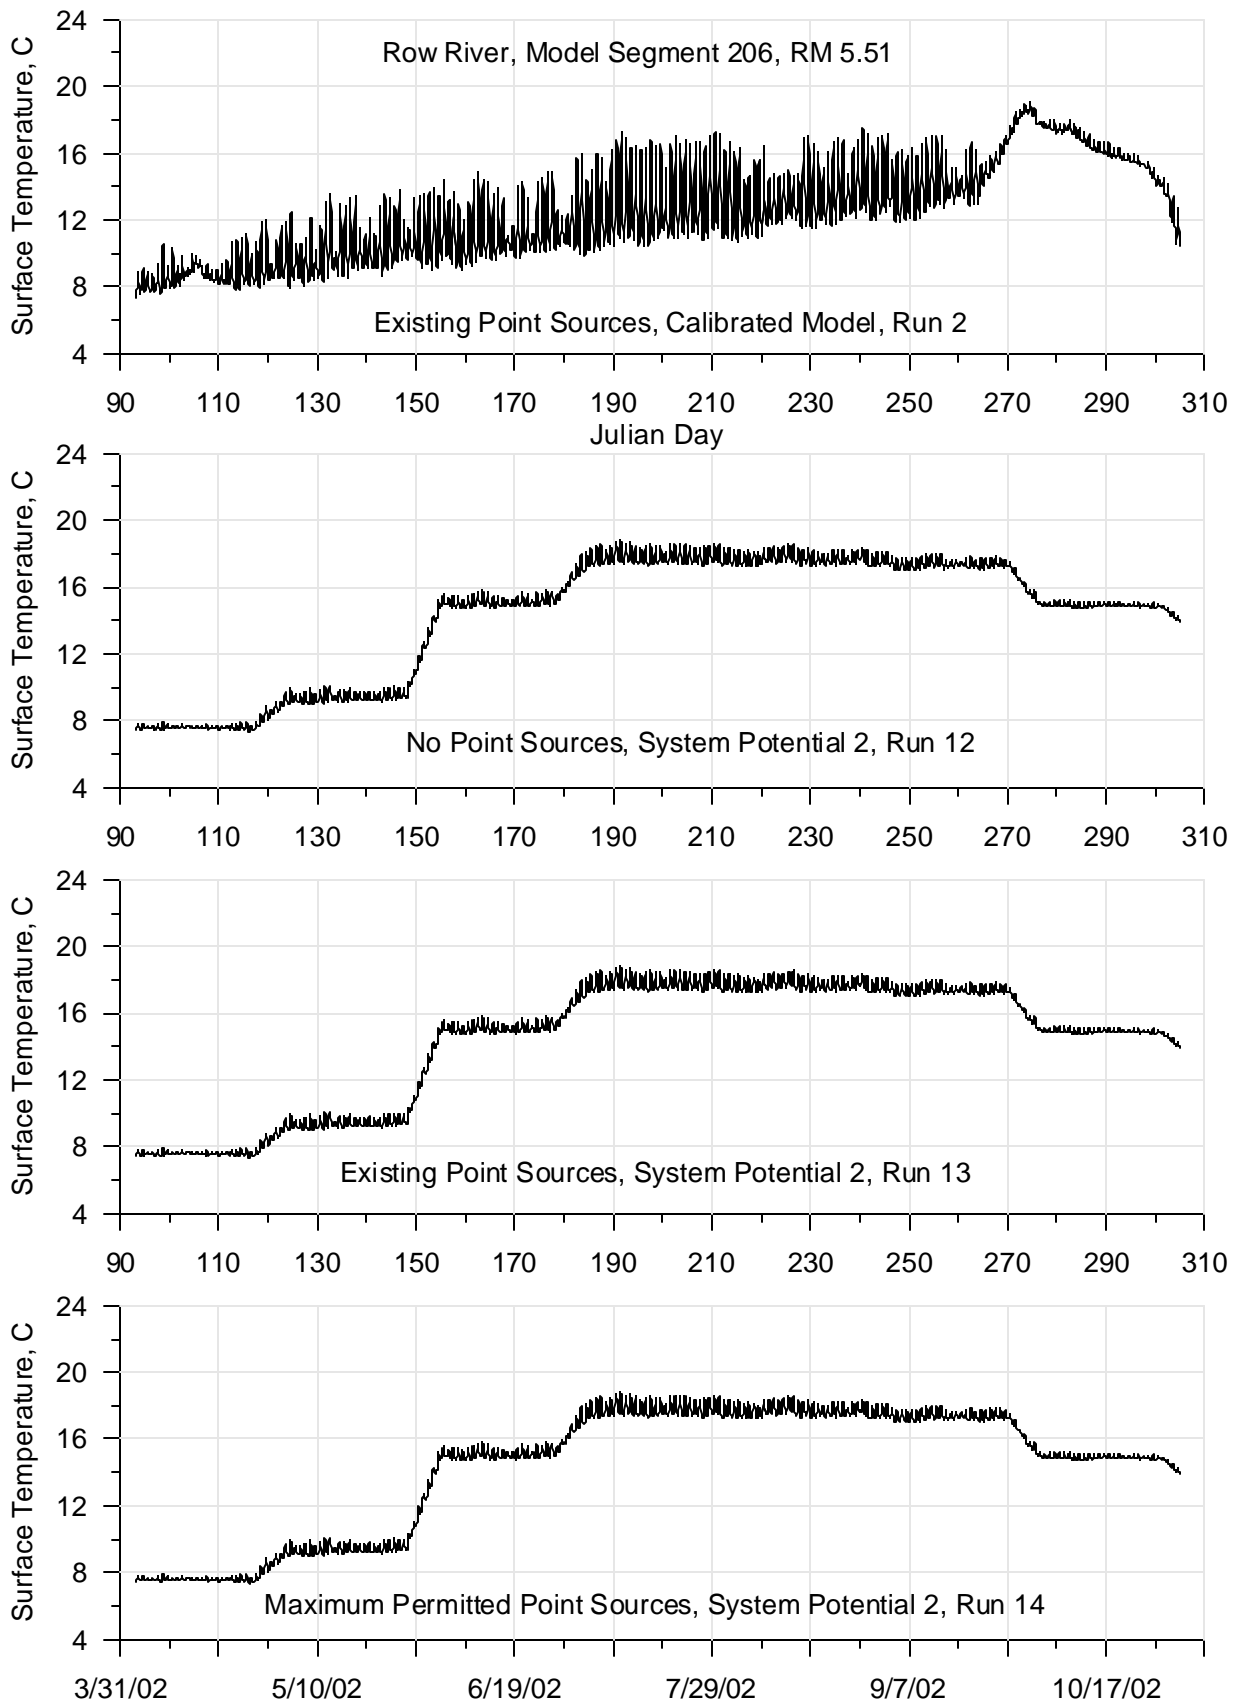 24
20
16
12
8
4
Surface Temperature, C
Row River, Model Segment 206, RM 5.51
Existing Point Sources, Calibrated Model, Run 2
90 110 130 150 170 190 210 230 250 270 290 310
Julian Day
24
20
16
12
8
4
Surface Temperature, C
No Point Sources, System Potential 2, Run 12
90 110 130 150 170 190 210 230 250 270 290 310
24
20
16
12
8
4
Surface Temperature, C
Existing Point Sources, System Potential 2, Run 13
90 110 130 150 170 190 210 230 250 270 290 310
24
20
16
12
8
4
Surface Temperature, C
Maximum Permitted Point Sources, System Potential 2, Run 14
3/31/02 5/10/02 6/19/02 7/29/02 9/7/02 10/17/02